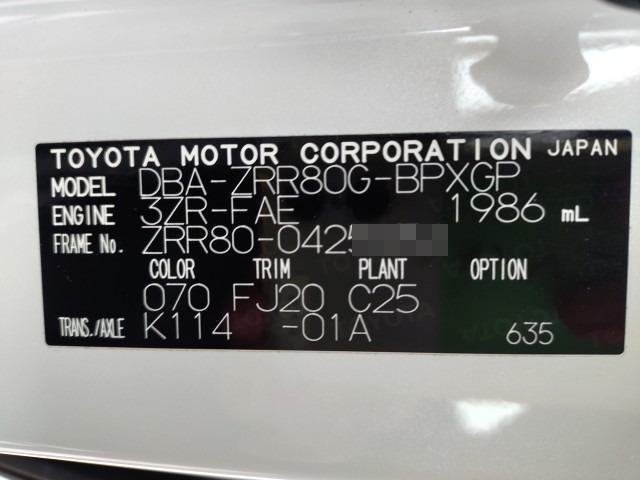 TOYOTA MOTOR CORPORATION JAPAN
MODEL DBA-ZRR80G-BPXGP
ENGINE 3ZR-FAE 1986 mL
FRAME No. ZRR80-0425
COLOR TRIM PLANT OPTION
070 FJ20 C25
TRANS./AXLE K114 -01A 635